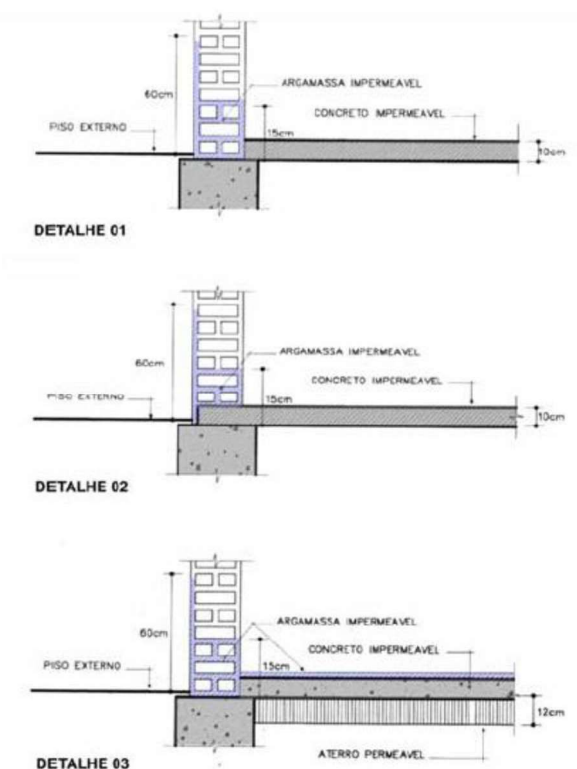 ARGAMASSA IMPERMEAVEL
60cm
CONCRETO IMPERMEAVEL
PISO EXTERNO
15cm
10cm
DETALHE 01
ARGAMASSA IMPERMEAVEL
60cm
CONCRETO IMPERMEAVEL
PISO EXTERNO
15cm
10cm
DETALHE 02
ARGAMASSA IMPERMEAVEL
60cm
CONCRETO IMPERMEAVEL
PISO EXTERNO
15cm
12cm
ATERRO PERMEAVEL
DETALHE 03